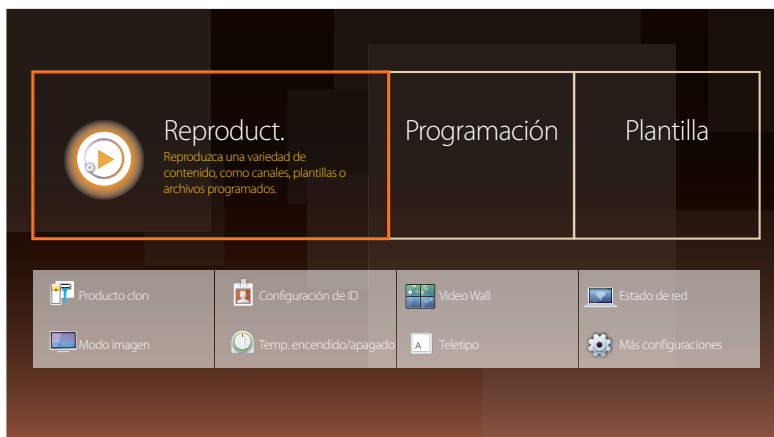 Reproduct.
Reproduzca una variedad de
contenido, como canales, plantillas o
archivos programados.
Programación
Plantilla
Producto clon
Configuración de ID
Video Wall
Estado de red
Modo imagen
Temp. encendido/apagado
A
Teletipo
Más configuraciones